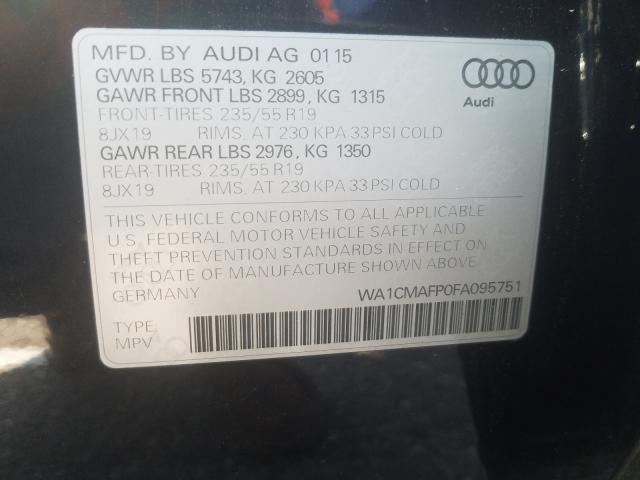 MFD. BY AUDI AG 01 15
GVWR LBS 5743, KG 2605
GAWR FRONT LBS 2899, KG 1315
FRONT-TIRES 235/55 R19
8JX19 RIMS. AT 230 KPA 33 PSI COLD
GAWR REAR LBS 2976, KG 1350
REAR-TIRES 235/55 R19
8JX19 RIMS. AT 230 KPA 33 PSI COLD
Audi
THIS VEHICLE CONFORMS TO ALL APPLICABLE
U.S. FEDERAL MOTOR VEHICLE SAFETY AND
THEFT PREVENTION STANDARDS IN EFFECT ON
THE DATE OF MANUFACTURE SHOWN ABOVE
GERMANY WA1CMAFP0FA095751
TYPE:
MPV